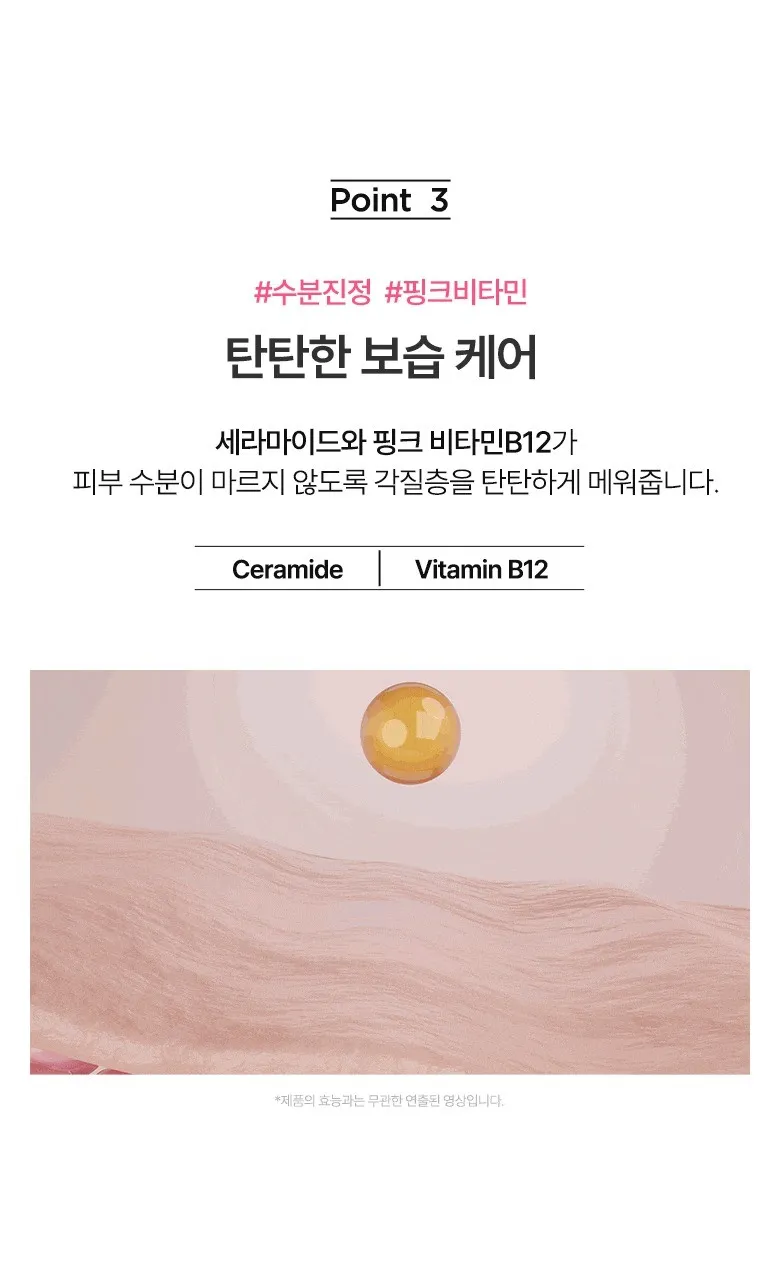 Point 3
#수분진정 #핑크비타민
탄탄한 보습 케어
세라마이드와 핑크 비타민B12가
피부 수분이 마르지 않도록 각질층을 탄탄하게 메워줍니다.
Ceramide | Vitamin B12
*제품의 효능과는 무관한 연출된 영상입니다.